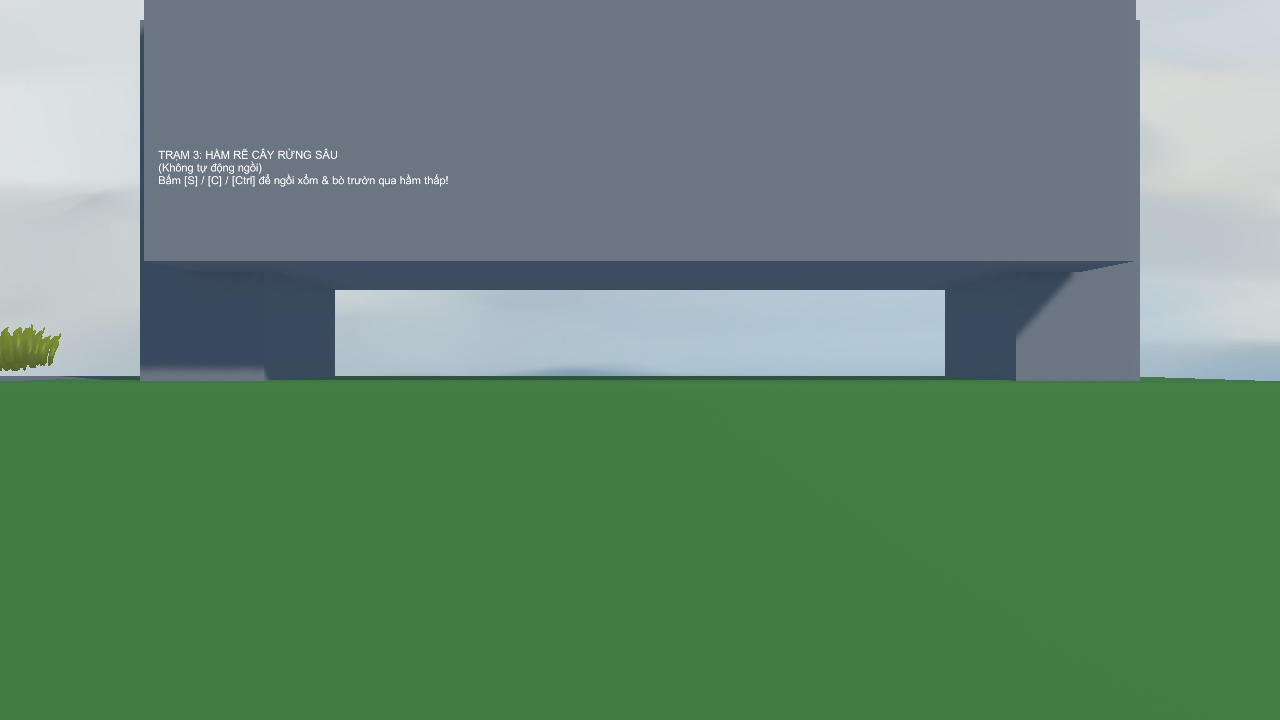 TRẠM 3: HẦM RỄ CÂY RỪNG SÂU
(Không tự động ngồi)
Bấm [S] / [C] / [Ctrl] để ngồi xổm & bò trườn qua hầm thấp!